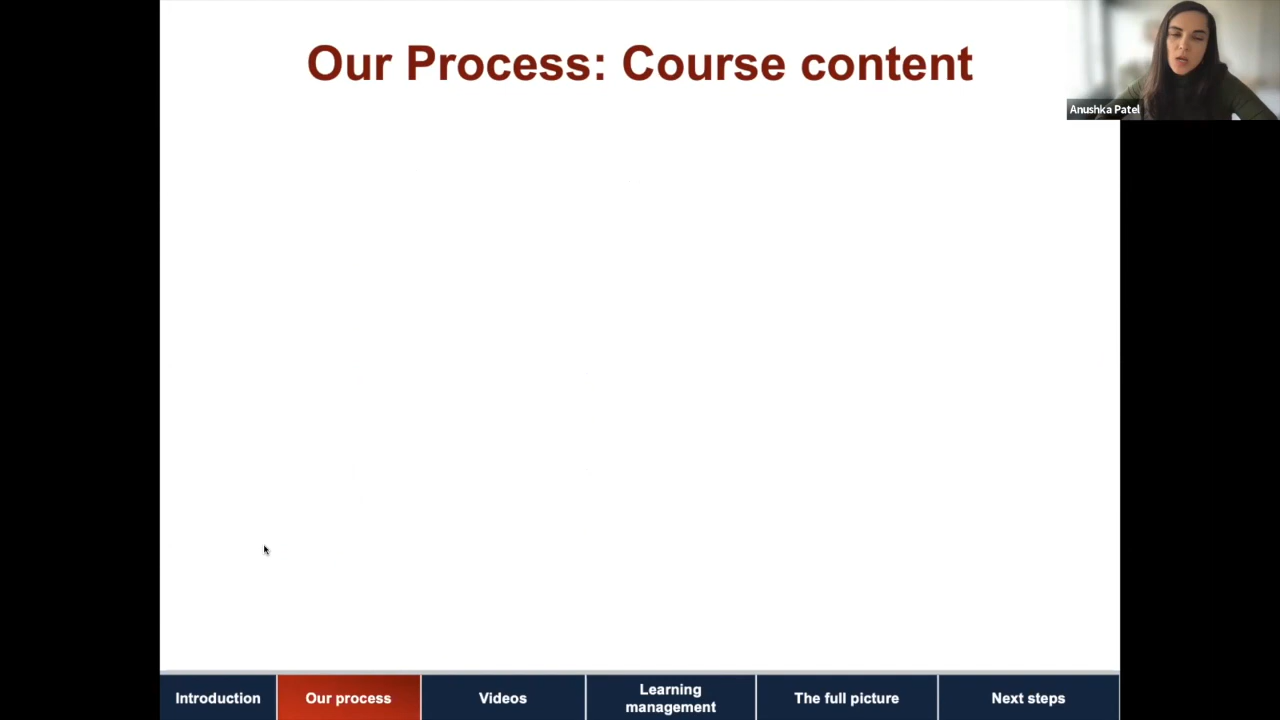 Our Process: Course content
Anushka Patel
Introduction
Our process
Videos
Learning
management
The full picture
Next steps